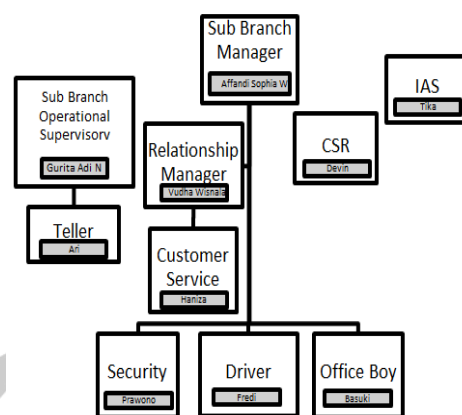 Sub Branch
Manager
Affandi Sophia W
IAS
Tika
Sub Branch
Operational
Supervisory
Gurita Adi N
CSR
Devin
Relationship
Manager
Vudha Wisnala
Teller
Ari
Customer
Service
Haniza
Security
Prawono
Driver
Fredi
Office Boy
Basuki